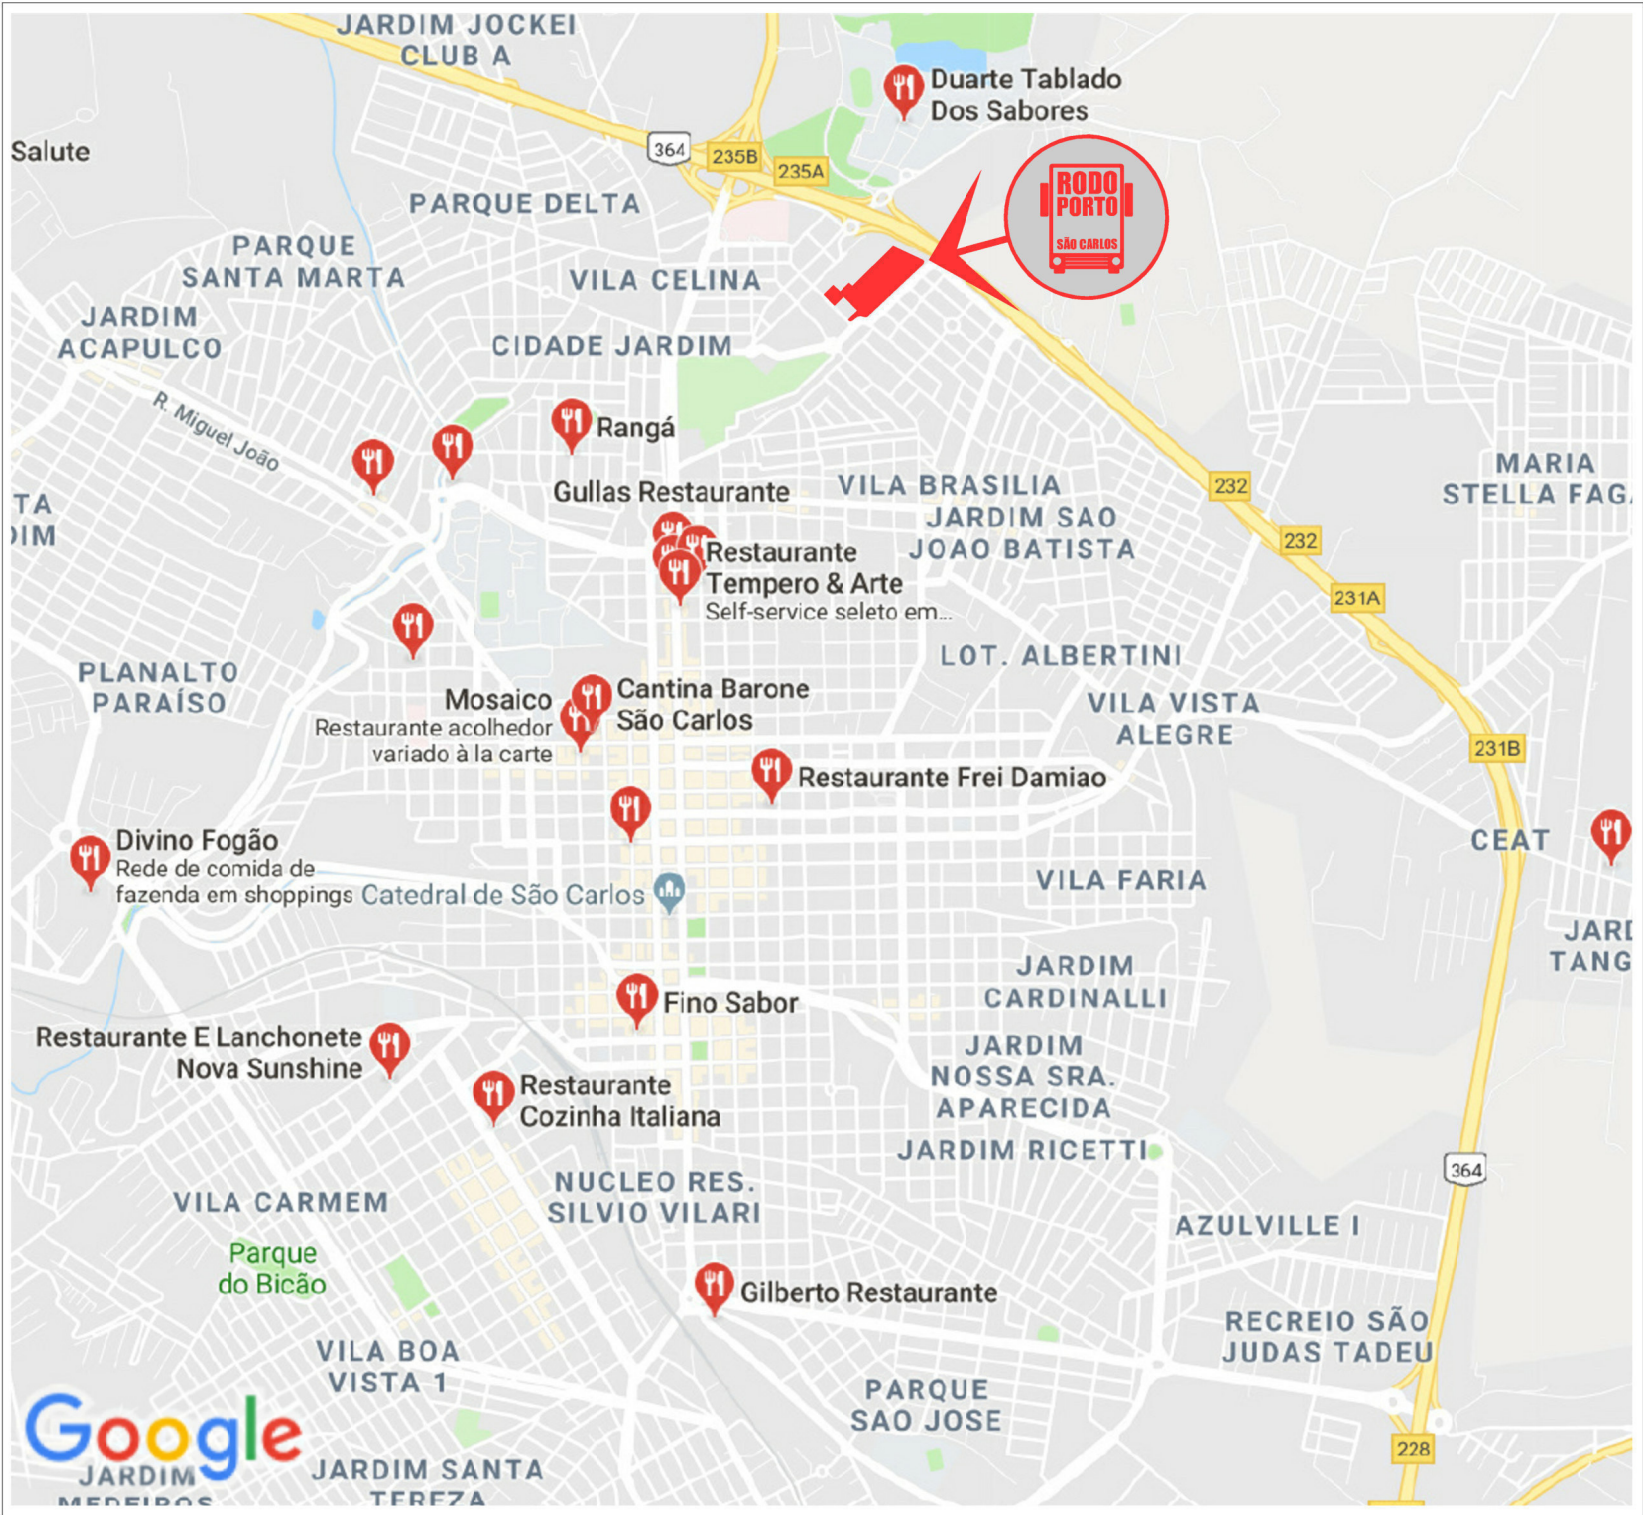 JARDIM JOCKEI
CLUB A
Duarte Tablado
Dos Sabores
Salute
364
235B
235A
RODO
PORTO
SÃO CARLOS
PARQUE DELTA
PARQUE
SANTA MARTA
VILA CELINA
JARDIM
ACAPULCO
CIDADE JARDIM
R. Miguel João
Rangá
Gullas Restaurante
VILA BRASILIA
JARDIM SAO
JOAO BATISTA
232
MARIA
STELLA FAG
TA
DIM
232
Restaurante
Tempero & Arte
Self-service seleto em...
231A
LOT. ALBERTINI
PLANALTO
PARAÍSO
Mosaico
Restaurante acolhedor
variado à la carte
Cantina Barone
São Carlos
VILA VISTA
ALEGRE
231B
Restaurante Frei Damiao
Divino Fogão
Rede de comida de
fazenda em shoppings
Catedral de São Carlos
CEAT
VILA FARIA
JARD
TANG
JARDIM
CARDINALLI
Fino Sabor
Restaurante E Lanchonete
Nova Sunshine
JARDIM
NOSSA SRA.
APARECIDA
Restaurante
Cozinha Italiana
JARDIM RICETTI
364
NUCLEO RES.
SILVIO VILARI
VILA CARMEM
AZULVILLE I
Parque
do Bicão
Gilberto Restaurante
RECREIO SÃO
JUDAS TADEU
VILA BOA
VISTA 1
PARQUE
SAO JOSE
Google
228
JARDIM
MEDEIROS
JARDIM SANTA
TEREZA